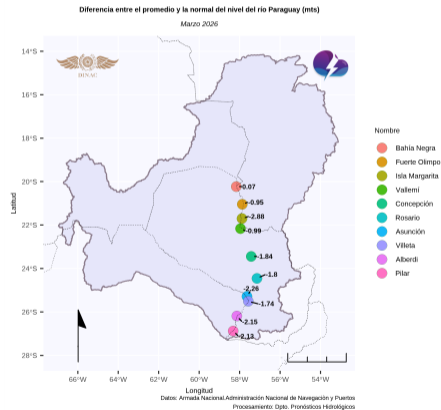 Diferencia entre el promedio y la normal del nivel del río Paraguay (mts)
Marzo 2026
14°S
16°S
18°S
20°S
22°S
24°S
26°S
28°S
Latitud
DINAC
+0.07
-0.95
-2.88
-0.99
-1.84
-1.8
-2.26
-1.74
-2.15
-2.13
Nombre
Bahia Negra
Fuerte Olimpo
Isla Margarita
Vallemi
Concepción
Rosario
Asunción
Villeta
Alberdi
Pilar
66°W
64°W
62°W
60°W
58°W
56°W
54°W
Longitud
Datos: Armada Nacional.Administración Nacional de Navegación y Puertos
Procesamiento: Dpto. Pronósticos Hidrológicos